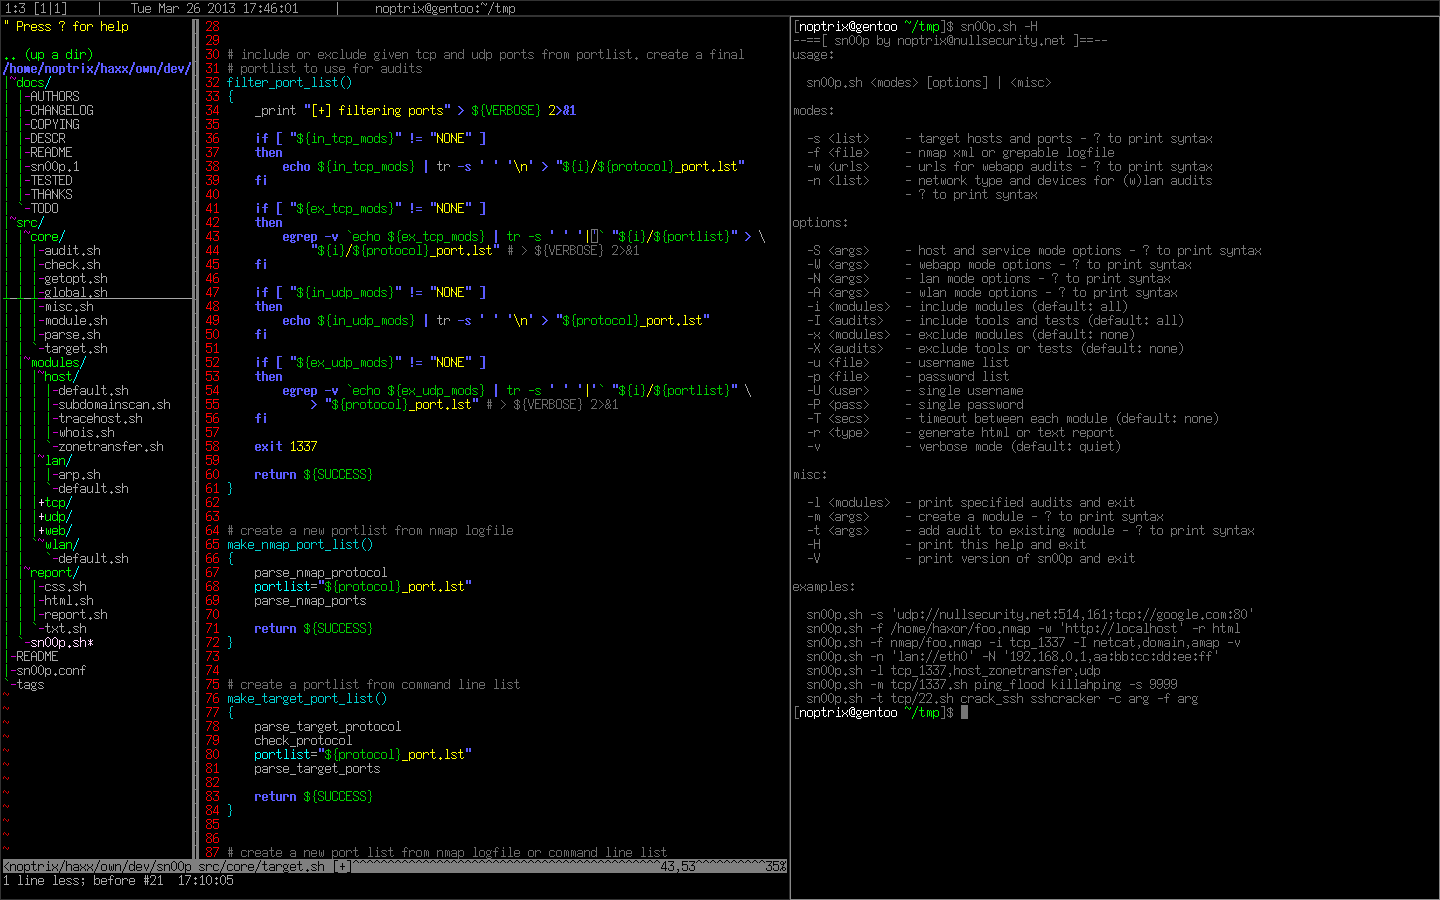 1:3 [1|1]    |    Tue Mar 26 2013 17:46:01    |    noptrix@gentoo:~/tmp
" Press ? for help
.. (up a dir)
/home/noptrix/haxx/own/dev/
|~docs/
| |-AUTHORS
| |-CHANGELOG
| |-COPYING
| |-DESCR
| |-README
| |-sn00p.1
| |-TESTED
| |-THANKS
| `-TODO
|~src/
| |~core/
| | |-audit.sh
| | |-check.sh
| | |-getopt.sh
| | |-global.sh
| | |-misc.sh
| | |-module.sh
| | |-parse.sh
| | `-target.sh
| |~modules/
| | |~host/
| | | |-default.sh
| | | |-subdomainscan.sh
| | | |-tracehost.sh
| | | |-whois.sh
| | | `-zonetransfer.sh
| | |~lan/
| | | |-arp.sh
| | | `-default.sh
| | |+tcp/
| | |+udp/
| | |+web/
| | `~wlan/
| |   `-default.sh
| |~report/
| | |-css.sh
| | |-html.sh
| | |-report.sh
| | `-txt.sh
| `-sn00p.sh*
|-README
|-sn00p.conf
`-tags
~
~
~
~
~
~
~
~
~
~
~
28
29
30 # include or exclude given tcp and udp ports from portlist. create a final
31 # portlist to use for audits
32 filter_port_list()
33 {
34     _print "[+] filtering ports" > ${VERBOSE} 2>&1
35
36     if [ "${in_tcp_mods}" != "NONE" ]
37     then
38         echo ${in_tcp_mods} | tr -s ' ' '\n' > "${i}/${protocol}_port.lst"
39     fi
40
41     if [ "${ex_tcp_mods}" != "NONE" ]
42     then
43         egrep -v `echo ${ex_tcp_mods} | tr -s ' ' '|'` "${i}/${portlist}" > \
44             "${i}/${protocol}_port.lst" # > ${VERBOSE} 2>&1
45     fi
46
47     if [ "${in_udp_mods}" != "NONE" ]
48     then
49         echo ${in_udp_mods} | tr -s ' ' '\n' > "${protocol}_port.lst"
50     fi
51
52     if [ "${ex_udp_mods}" != "NONE" ]
53     then
54         egrep -v `echo ${ex_udp_mods} | tr -s ' ' '|'` "${i}/${portlist}" \
55             > "${protocol}_port.lst" # > ${VERBOSE} 2>&1
56     fi
57
58     exit 1337
59
60     return ${SUCCESS}
61 }
62
63
64 # create a new portlist from nmap logfile
65 make_nmap_port_list()
66 {
67     parse_nmap_protocol
68     portlist="${protocol}_port.lst"
69     parse_nmap_ports
70
71     return ${SUCCESS}
72 }
73
74
75 # create a portlist from command line list
76 make_target_port_list()
77 {
78     parse_target_protocol
79     check_protocol
80     portlist="${protocol}_port.lst"
81     parse_target_ports
82
83     return ${SUCCESS}
84 }
85
86
87 # create a new port list from nmap logfile or command line list
<noptrix/haxx/own/dev/sn00p src/core/target.sh [+]^^^^^^^^^^^^^^^^^^^^^^^^^^^^^^^^^^^^^^^^^^^^43,53^^^^^^^^^^35%
1 line less; before #21  17:10:05
[noptrix@gentoo ~/tmp]$ sn00p.sh -H
--==[ sn00p by noptrix@nullsecurity.net ]==--
usage:
  sn00p.sh <modes> [options] | <misc>
modes:
  -s <list>     - target hosts and ports - ? to print syntax
  -f <file>     - nmap xml or grepable logfile
  -w <urls>     - urls for webapp audits - ? to print syntax
  -n <list>     - network type and devices for (w)lan audits
                - ? to print syntax
options:
  -S <args>     - host and service mode options - ? to print syntax
  -W <args>     - webapp mode options - ? to print syntax
  -N <args>     - lan mode options - ? to print syntax
  -A <args>     - wlan mode options - ? to print syntax
  -i <modules>  - include modules (default: all)
  -I <audits>   - include tools and tests (default: all)
  -x <modules>  - exclude modules (default: none)
  -X <audits>   - exclude tools or tests (default: none)
  -u <file>     - username list
  -p <file>     - password list
  -U <user>     - single username
  -P <pass>     - single password
  -T <secs>     - timeout between each module (default: none)
  -r <type>     - generate html or text report
  -v            - verbose mode (default: quiet)
misc:
  -l <modules>  - print specified audits and exit
  -m <args>     - create a module - ? to print syntax
  -t <args>     - add audit to existing module - ? to print syntax
  -H            - print this help and exit
  -V            - print version of sn00p and exit
examples:
  sn00p.sh -s 'udp://nullsecurity.net:514,161;tcp://google.com:80'
  sn00p.sh -f /home/haxor/foo.nmap -w 'http://localhost' -r html
  sn00p.sh -f nmap/foo.nmap -i tcp_1337 -I netcat,domain,amap -v
  sn00p.sh -n 'lan://eth0' -N '192.168.0.1,aa:bb:cc:dd:ee:ff'
  sn00p.sh -l tcp_1337,host_zonetransfer,udp
  sn00p.sh -m tcp/1337.sh ping_flood killahping -s 9999
  sn00p.sh -t tcp/22.sh crack_ssh sshcracker -c arg -f arg
[noptrix@gentoo ~/tmp]$